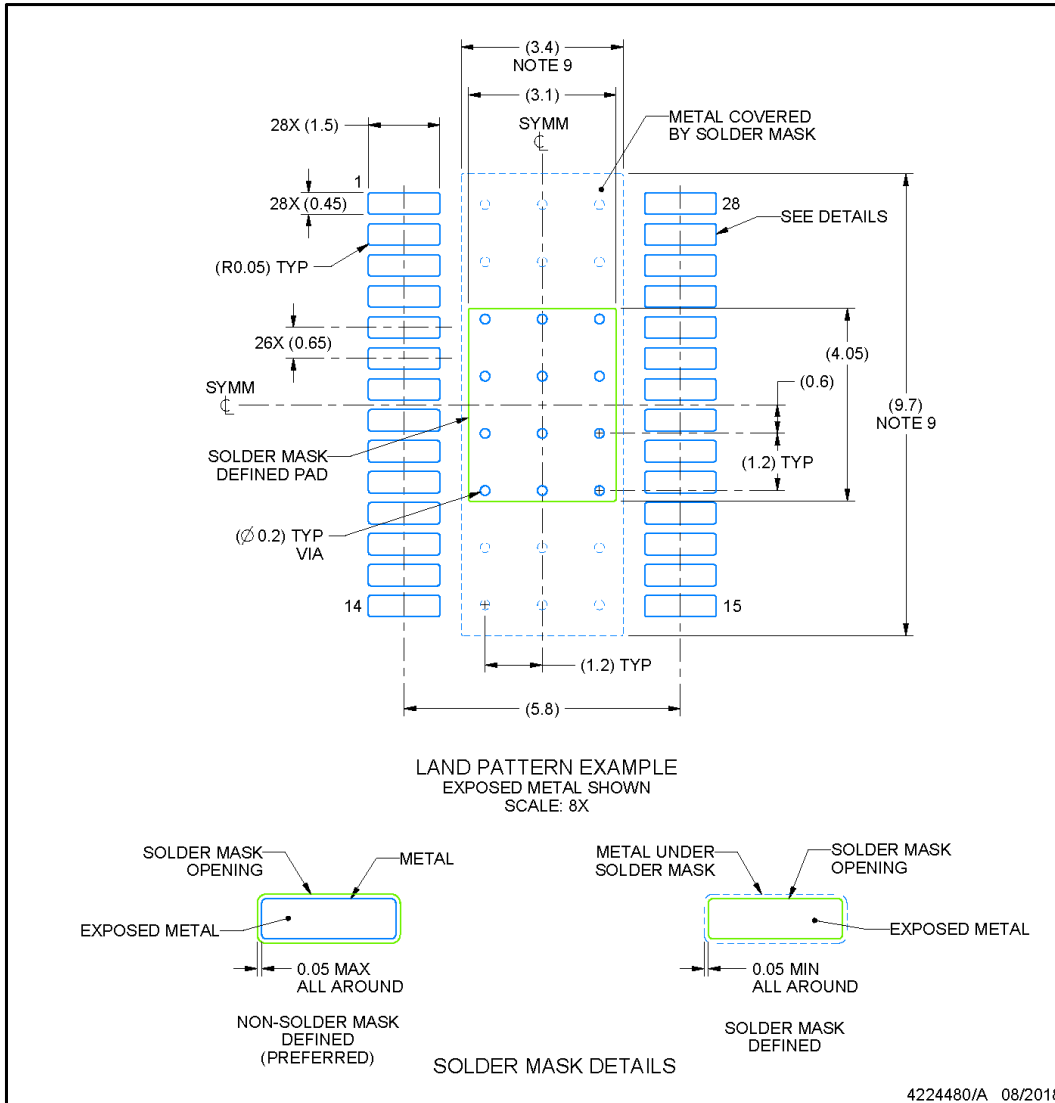 (3.4)
NOTE 9
(3.1)
SYMM
℄
METAL COVERED
BY SOLDER MASK
28X (1.5)
1
28X (0.45)
28
SEE DETAILS
(R0.05) TYP
26X (0.65)
(4.05)
(0.6)
SYMM
℄
(9.7)
NOTE 9
SOLDER MASK
DEFINED PAD
(1.2) TYP
(∅ 0.2) TYP
VIA
14
15
(1.2) TYP
(5.8)
LAND PATTERN EXAMPLE
EXPOSED METAL SHOWN
SCALE: 8X
SOLDER MASK
OPENING
METAL
EXPOSED METAL
0.05 MAX
ALL AROUND
NON-SOLDER MASK
DEFINED
(PREFERRED)
METAL UNDER
SOLDER MASK
SOLDER MASK
OPENING
EXPOSED METAL
0.05 MIN
ALL AROUND
SOLDER MASK
DEFINED
SOLDER MASK DETAILS
4224480/A 08/2018